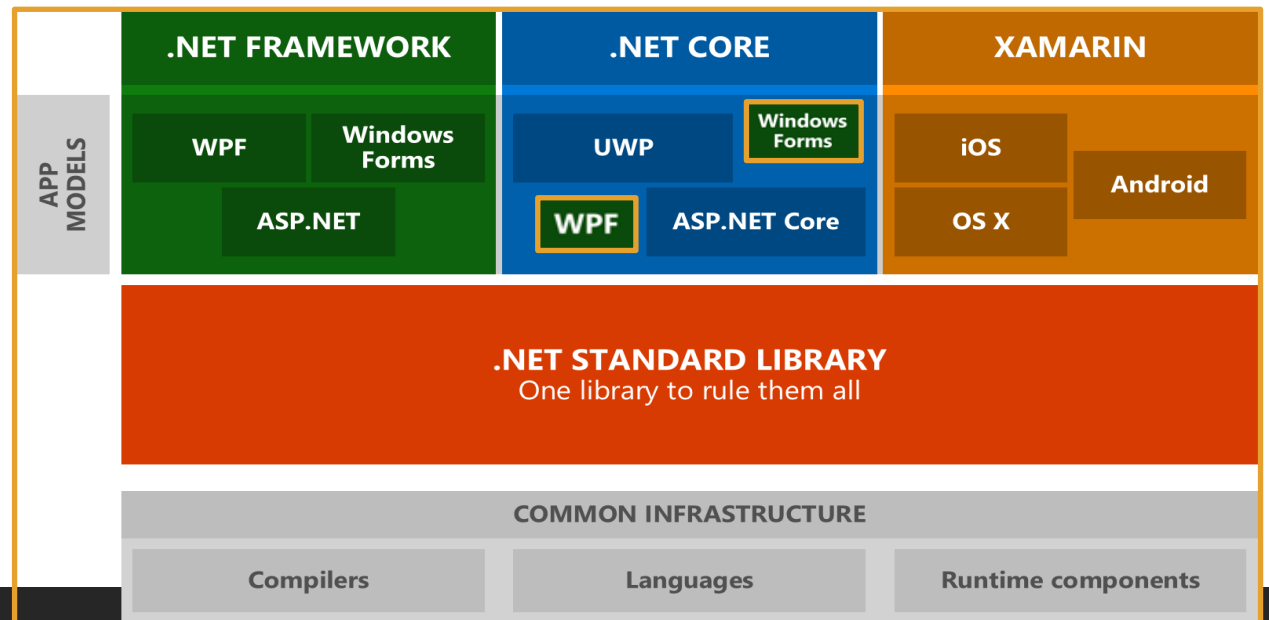 .NET FRAMEWORK
.NET CORE
XAMARIN
APP
MODELS
WPF
Windows
Forms
ASP.NET
UWP
Windows
Forms
WPF
ASP.NET Core
iOS
Android
OS X
.NET STANDARD LIBRARY
One library to rule them all
COMMON INFRASTRUCTURE
Compilers
Languages
Runtime components